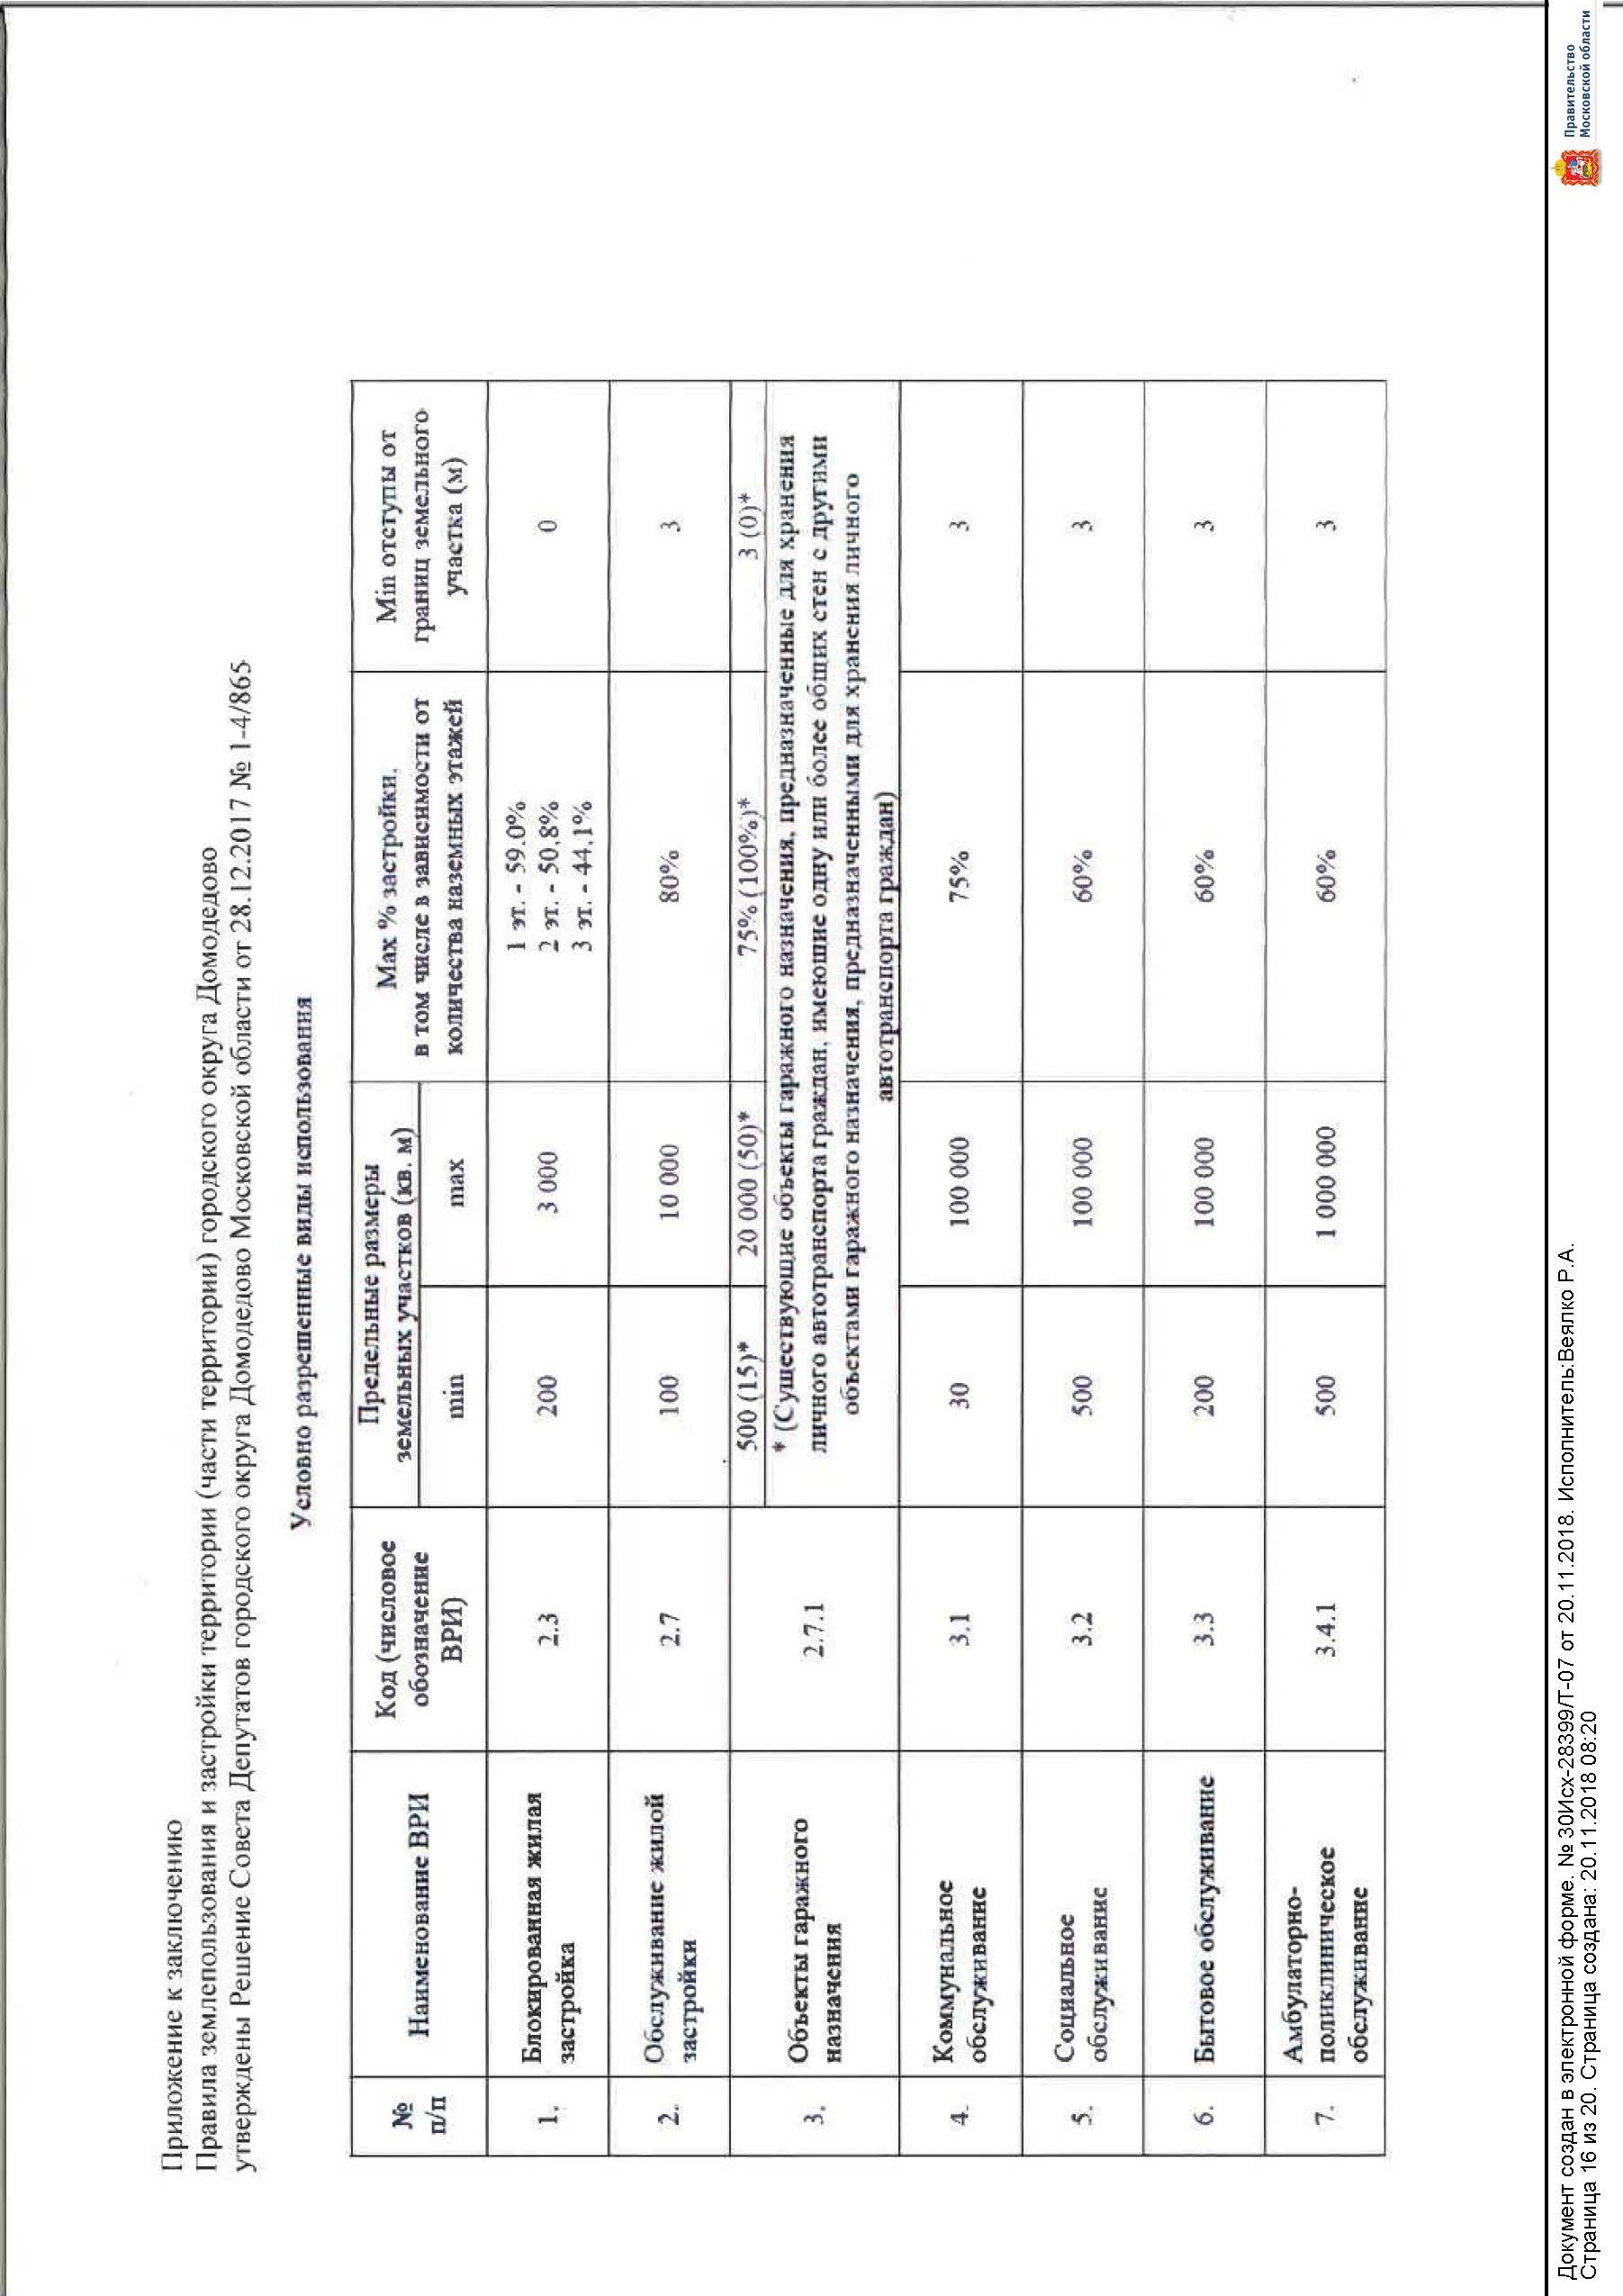 Приложение к заключению
Правила землепользования и застройки территории (части территории) городского округа Домодедово
утверждены Решение Совета Депутатов городского округа Домодедово Московской области от 28.12.2017 № 1-4/865
Условно разрешенные виды использования
№ п/п
Наименование ВРИ
Код (числовое
обозначение
ВРИ)
Предельные размеры
земельных участков (кв. м)
min
max
Max % застройки,
в том числе в зависимости от
количества наземных этажей
Min отступы от
границ земельного
участка (м)
1.
Блокированная жилая
застройка
2.3
200
3 000
1 эт. - 59.0%
2 эт. - 50.8%
3 эт. - 44.1%
0
2.
Обслуживание жилой
застройки
2.7
100
10 000
80%
3
3.
Объекты гаражного
назначения
2.7.1
500 (15)*
20 000 (50)*
75% (100%)*
3 (0)*
* (Существующие объекты гаражного назначения, предназначенные для хранения
личного автотранспорта граждан, имеющие одну или более общих стен с другими
объектами гаражного назначения, предназначенными для хранения личного
автотранспорта граждан)
4.
Коммунальное
обслуживание
3.1
30
100 000
75%
3
5.
Социальное
обслуживание
3.2
500
100 000
60%
3
6.
Бытовое обслуживание
3.3
200
100 000
60%
3
7.
Амбулаторно-
поликлиническое
обслуживание
3.4.1
500
1 000 000
60%
3
Документ создан в электронной форме. № 30Исх-28399/Т-07 от 20.11.2018. Исполнитель:Веялко Р.А.
Страница 16 из 20. Страница создана: 20.11.2018 08:20
Правительство
Московской области